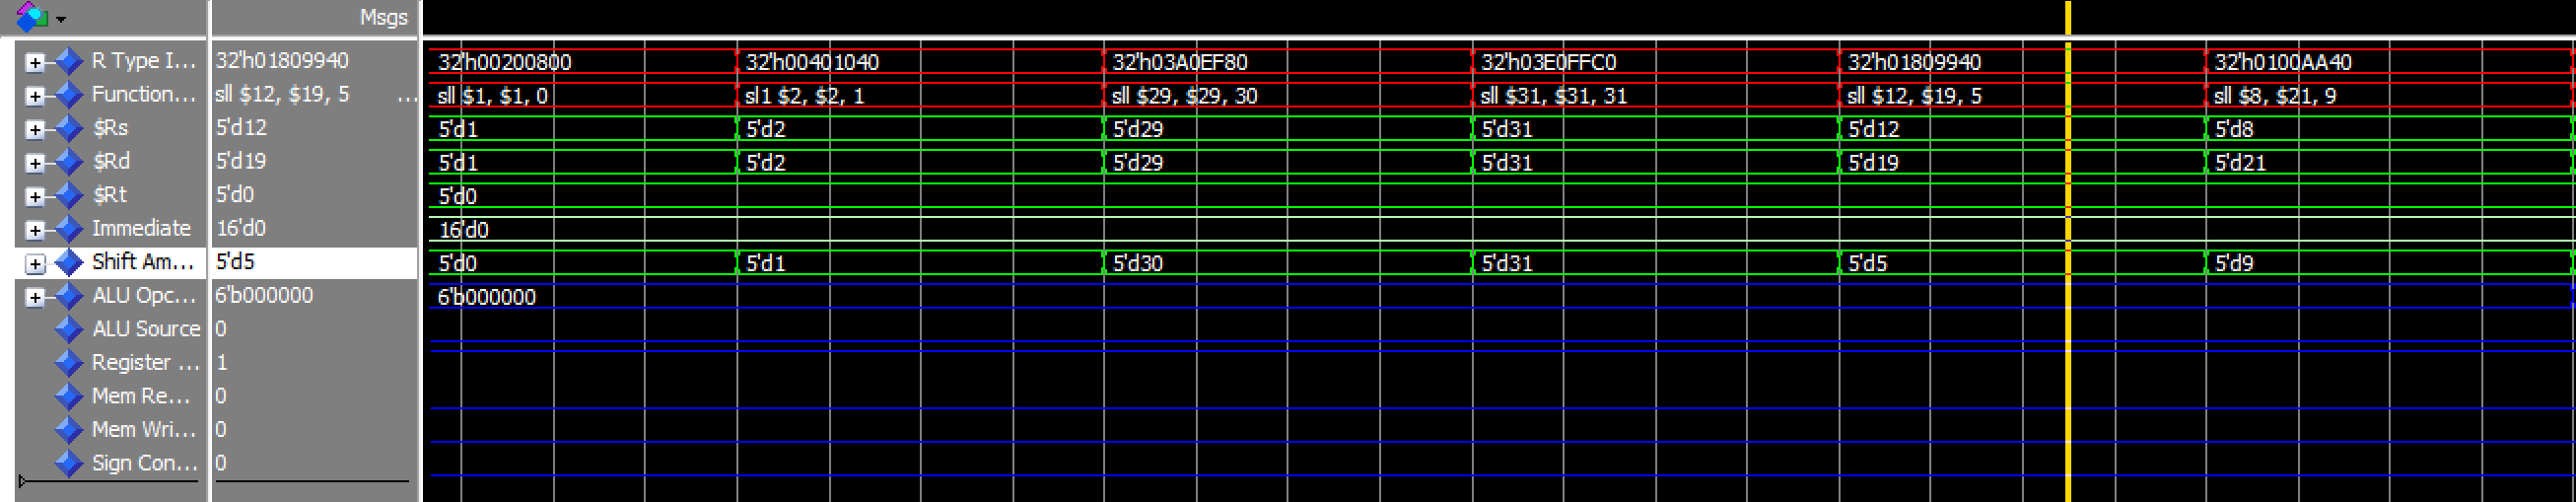 Msgs
R Type I... 32'h01809940 32'h00200800 32'h00401040 32'h03A0EF80 32'h03E0FFC0 32'h01809940 32'h0100AA40
Function... sll $12, $19, 5 ... sll $1, $1, 0 sl1 $2, $2, 1 sll $29, $29, 30 sll $31, $31, 31 sll $12, $19, 5 sll $8, $21, 9
$Rs 5'd12 5'd1 5'd2 5'd29 5'd31 5'd12 5'd8
$Rd 5'd19 5'd1 5'd2 5'd29 5'd31 5'd19 5'd21
$Rt 5'd0 5'd0
Immediate 16'd0 16'd0
Shift Am... 5'd5 5'd0 5'd1 5'd30 5'd31 5'd5 5'd9
ALU Opc... 6'b000000 6'b000000
ALU Source 0
Register ... 1
Mem Re... 0
Mem Wri... 0
Sign Con... 0